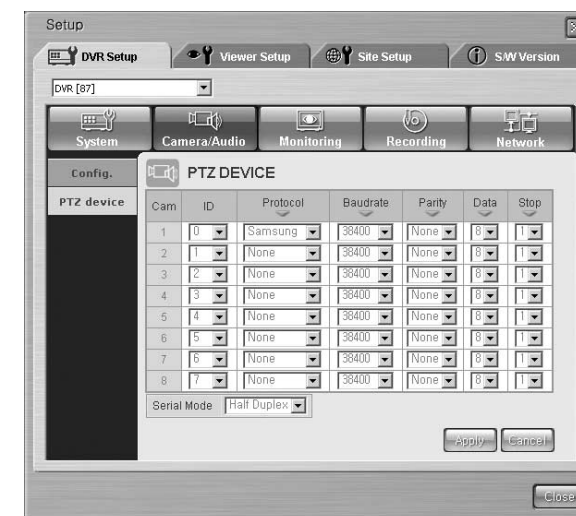 Setup
DVR Setup Viewer Setup Site Setup S/W Version
DVR [87]
System Camera/Audio Monitoring Recording Network
Config.
PTZ device
PTZ DEVICE
Cam ID Protocol Baudrate Parity Data Stop
1 0 Samsung 38400 None 8 1
2 1 None 38400 None 8 1
3 2 None 38400 None 8 1
4 3 None 38400 None 8 1
5 4 None 38400 None 8 1
6 5 None 38400 None 8 1
7 6 None 38400 None 8 1
8 7 None 38400 None 8 1
Serial Mode Half Duplex
Apply Cancel
Close